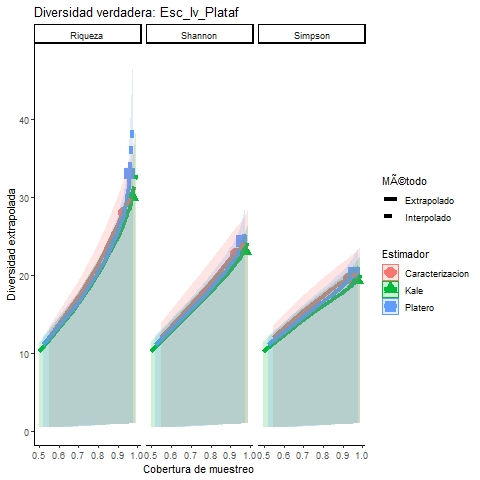 Diversidad verdadera: Esc_lv_Plataf
Riqueza Shannon Simpson
Diversidad extrapolada
40
30
20
10
0
0.5 0.6 0.7 0.8 0.9 1.0 0.5 0.6 0.7 0.8 0.9 1.0 0.5 0.6 0.7 0.8 0.9 1.0
Cobertura de muestreo
MÃ©todo
Extrapolado
Interpolado
Estimador
Caracterizacion
Kale
Platero